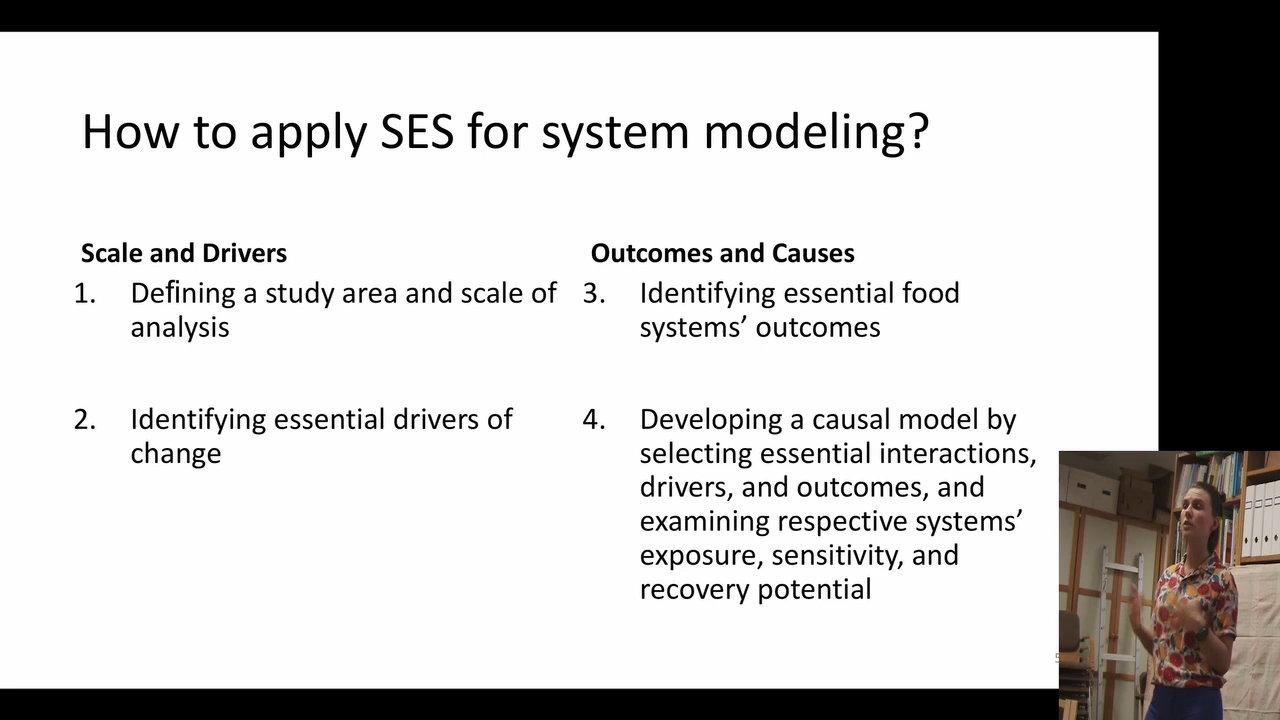 How to apply SES for system modeling?
Scale and Drivers
1. Defining a study area and scale of
analysis
2. Identifying essential drivers of
change
Outcomes and Causes
3. Identifying essential food
systems’ outcomes
4. Developing a causal model by
selecting essential interactions,
drivers, and outcomes, and
examining respective systems’
exposure, sensitivity, and
recovery potential